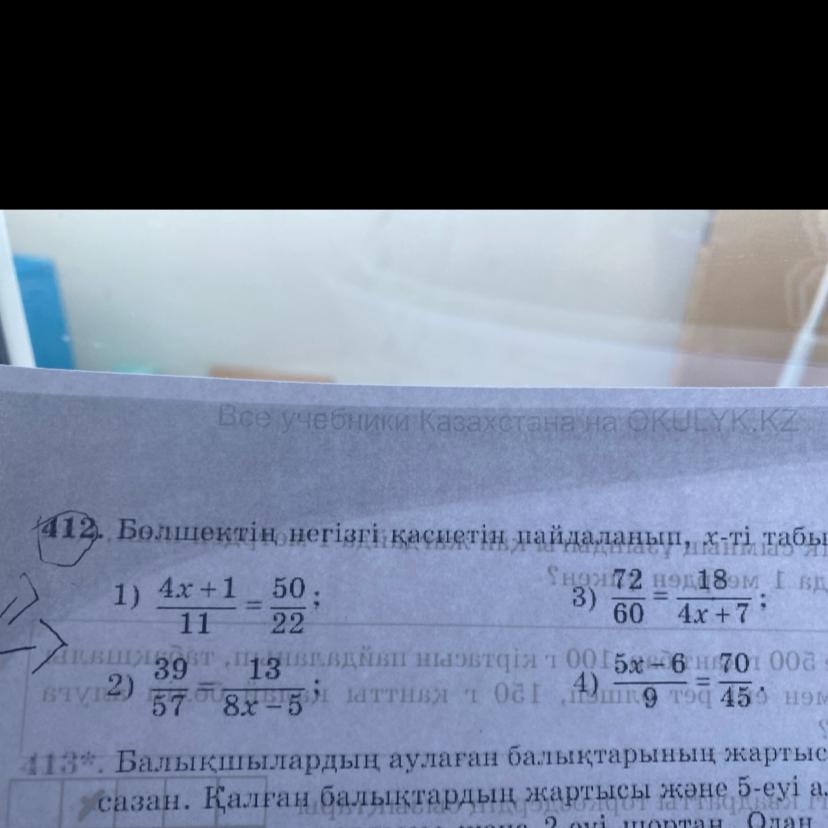 Все учебники Казахстана на OKULYK.KZ
412. Бөлшектің негізгі қасиетін пайдаланып, x-ті табы
1) (4x + 1)/11 = 50/22;
3) 72/60 = 18/(4x + 7);
2) 39/57 = 13/(8x − 5);
4) (5x − 6)/9 = 70/45.
413*. Балықшылардың аулаған балықтарының жартыс
сазан. Қалған балықтардың жартысы және 5-еуі а